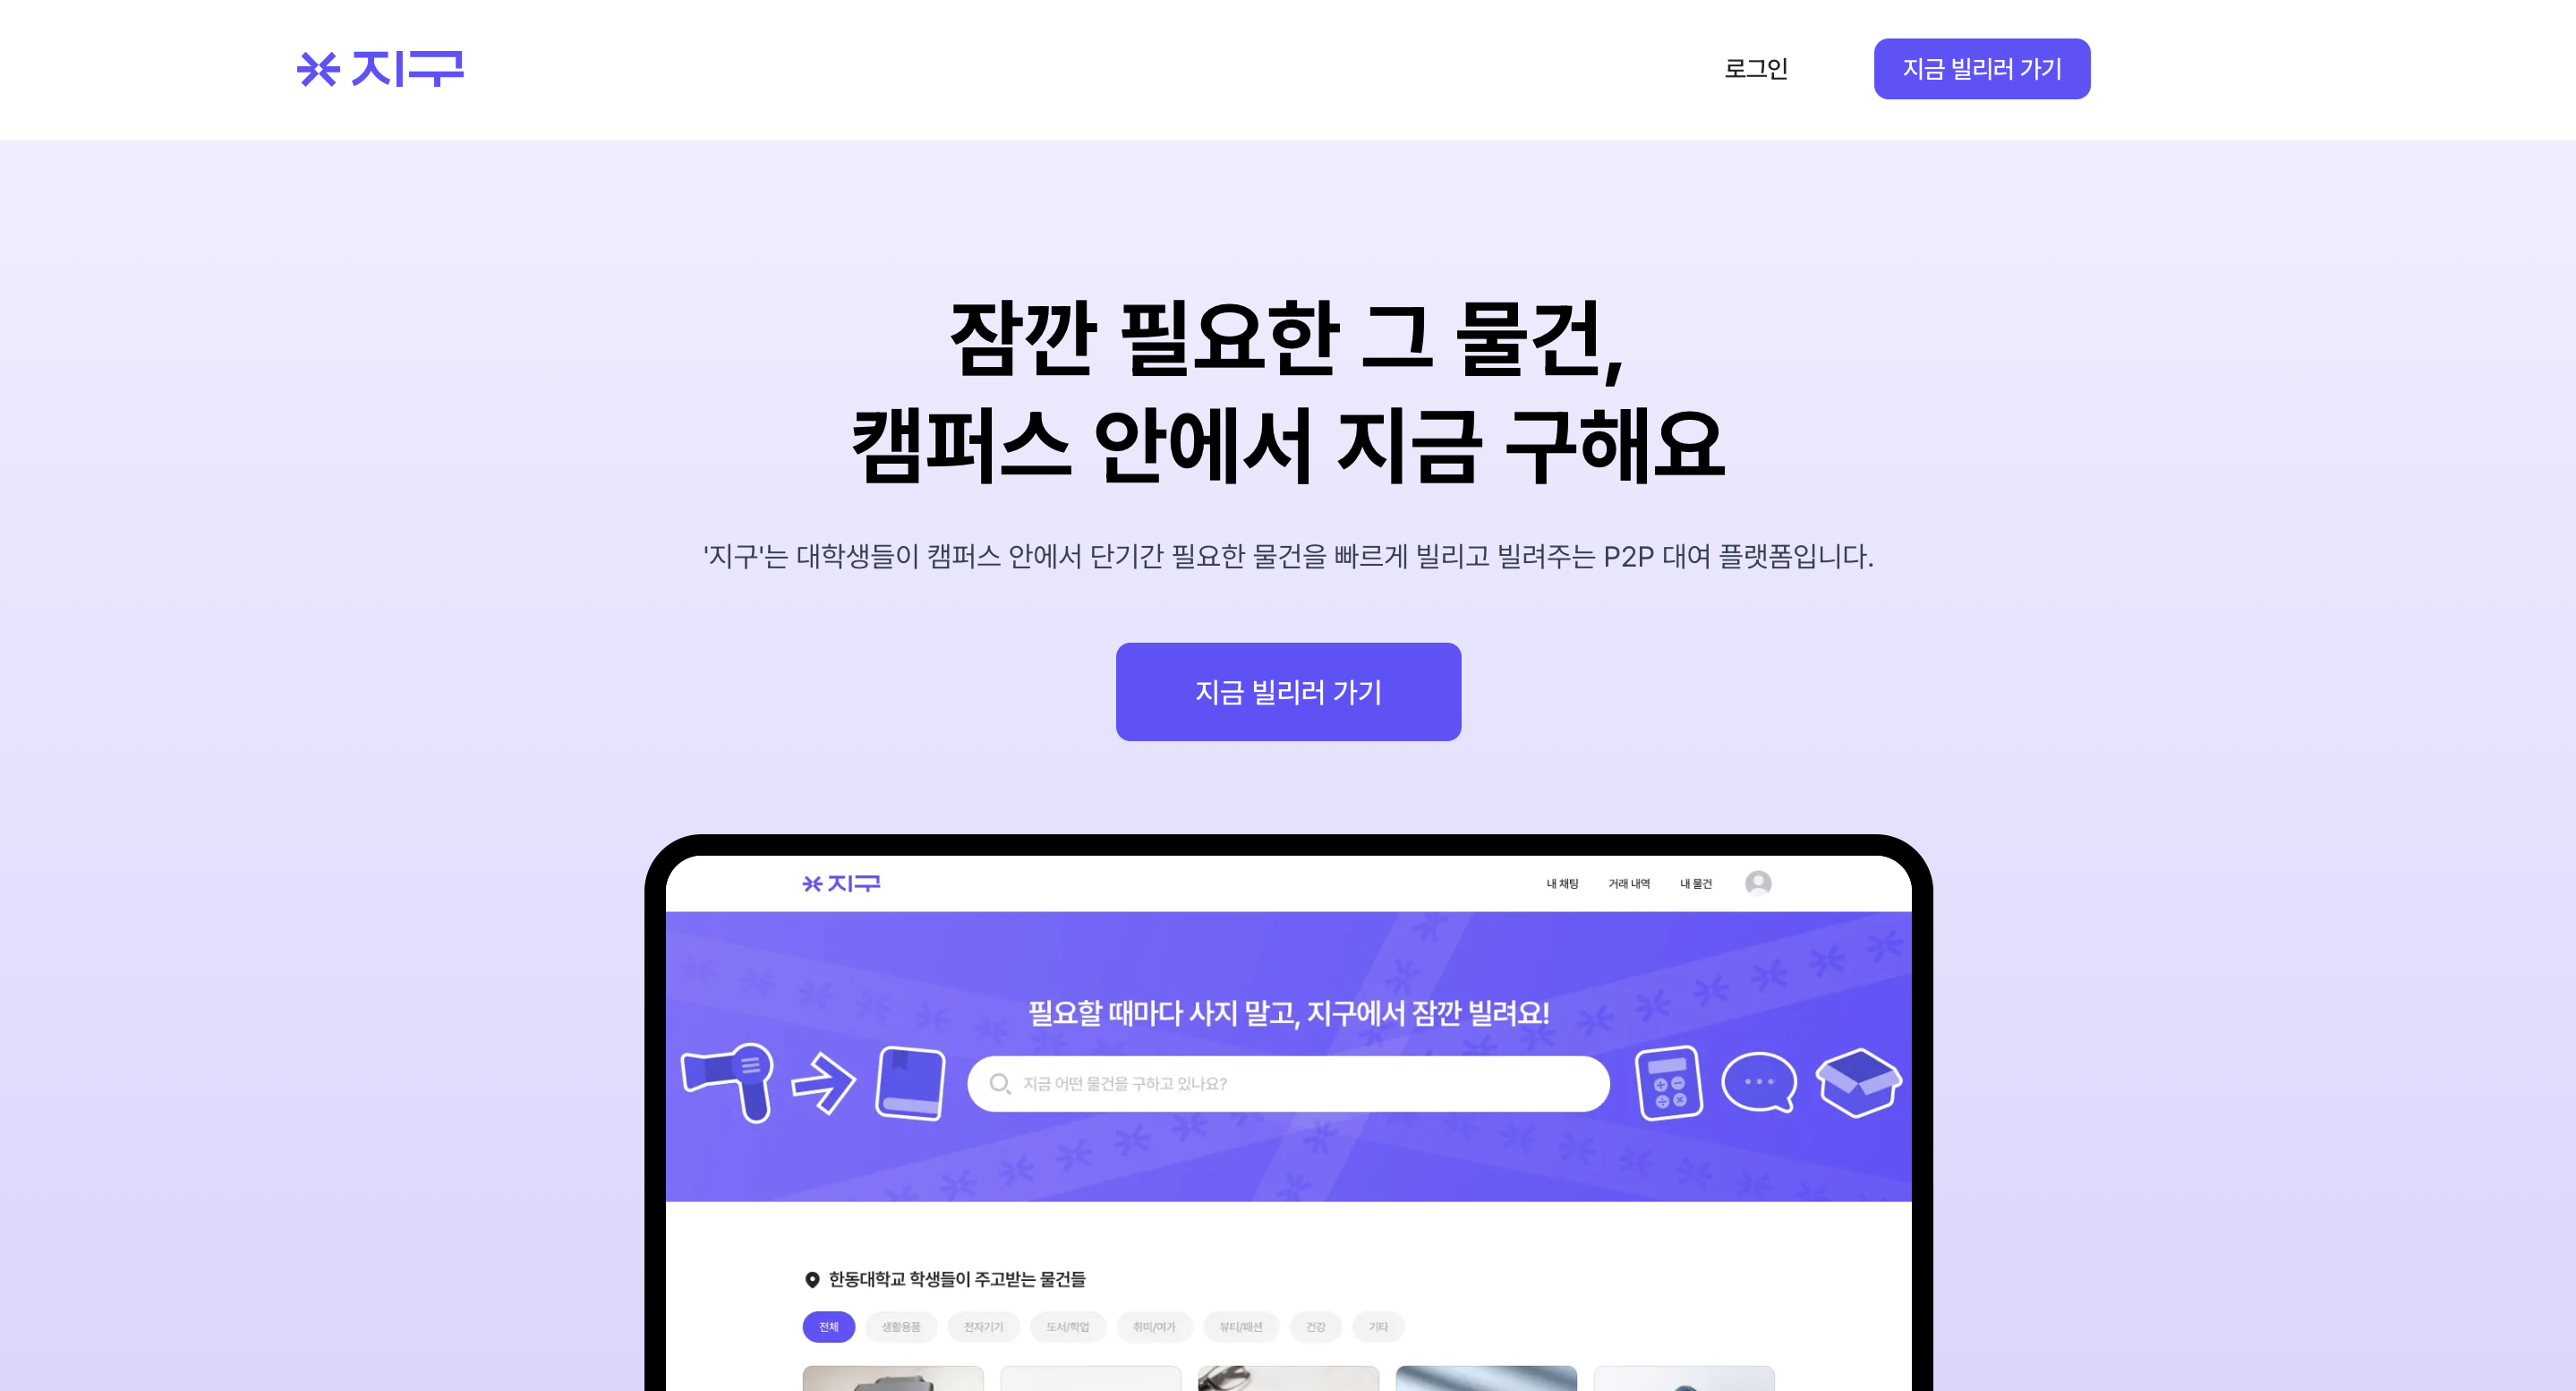 지구
로그인
지금 빌리러 가기
잠깐 필요한 그 물건,
캠퍼스 안에서 지금 구해요
'지구'는 대학생들이 캠퍼스 안에서 단기간 필요한 물건을 빠르게 빌리고 빌려주는 P2P 대여 플랫폼입니다.
지금 빌리러 가기
지구
내 채팅
거래 내역
내 물건
필요할 때마다 사지 말고, 지구에서 잠깐 빌려요!
지금 어떤 물건을 구하고 있나요?
한동대학교 학생들이 주고받는 물건들
전체
생활용품
전자기기
도서/학업
취미/여가
뷰티/패션
건강
기타